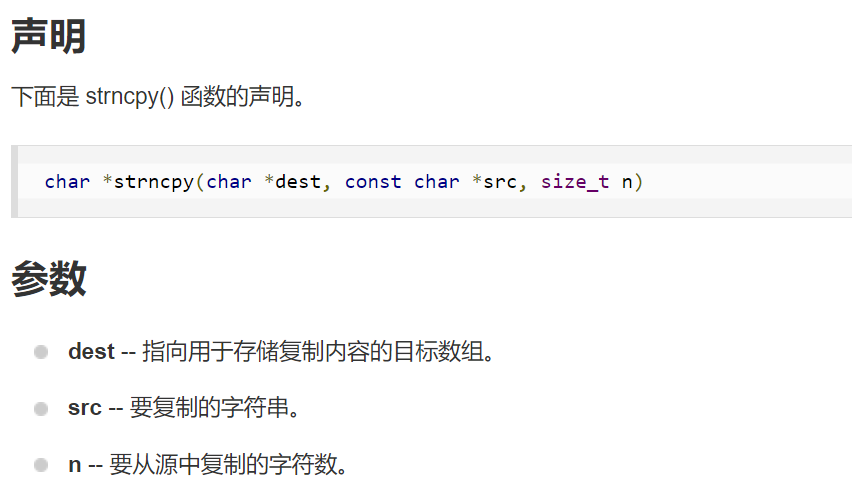 声明
下面是 strncpy() 函数的声明。
char *strncpy(char *dest, const char *src, size_t n)
参数
dest -- 指向用于存储复制内容的目标数组。
src -- 要复制的字符串。
n -- 要从源中复制的字符数。